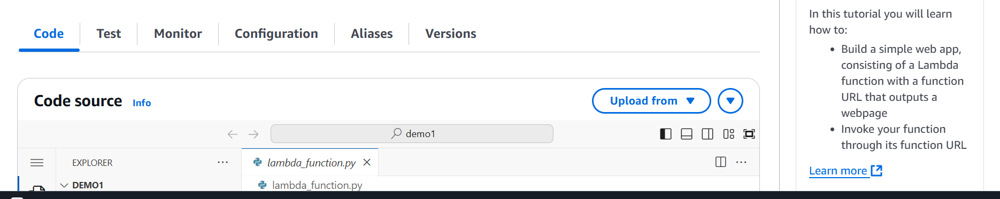 Code
Test
Monitor
Configuration
Aliases
Versions
Code source Info
Upload from
demo1
EXPLORER
lambda_function.py
DEMO1
lambda_function.py
In this tutorial you will learn
how to:
• Build a simple web app,
consisting of a Lambda
function with a function
URL that outputs a
webpage
• Invoke your function
through its function URL
Learn more